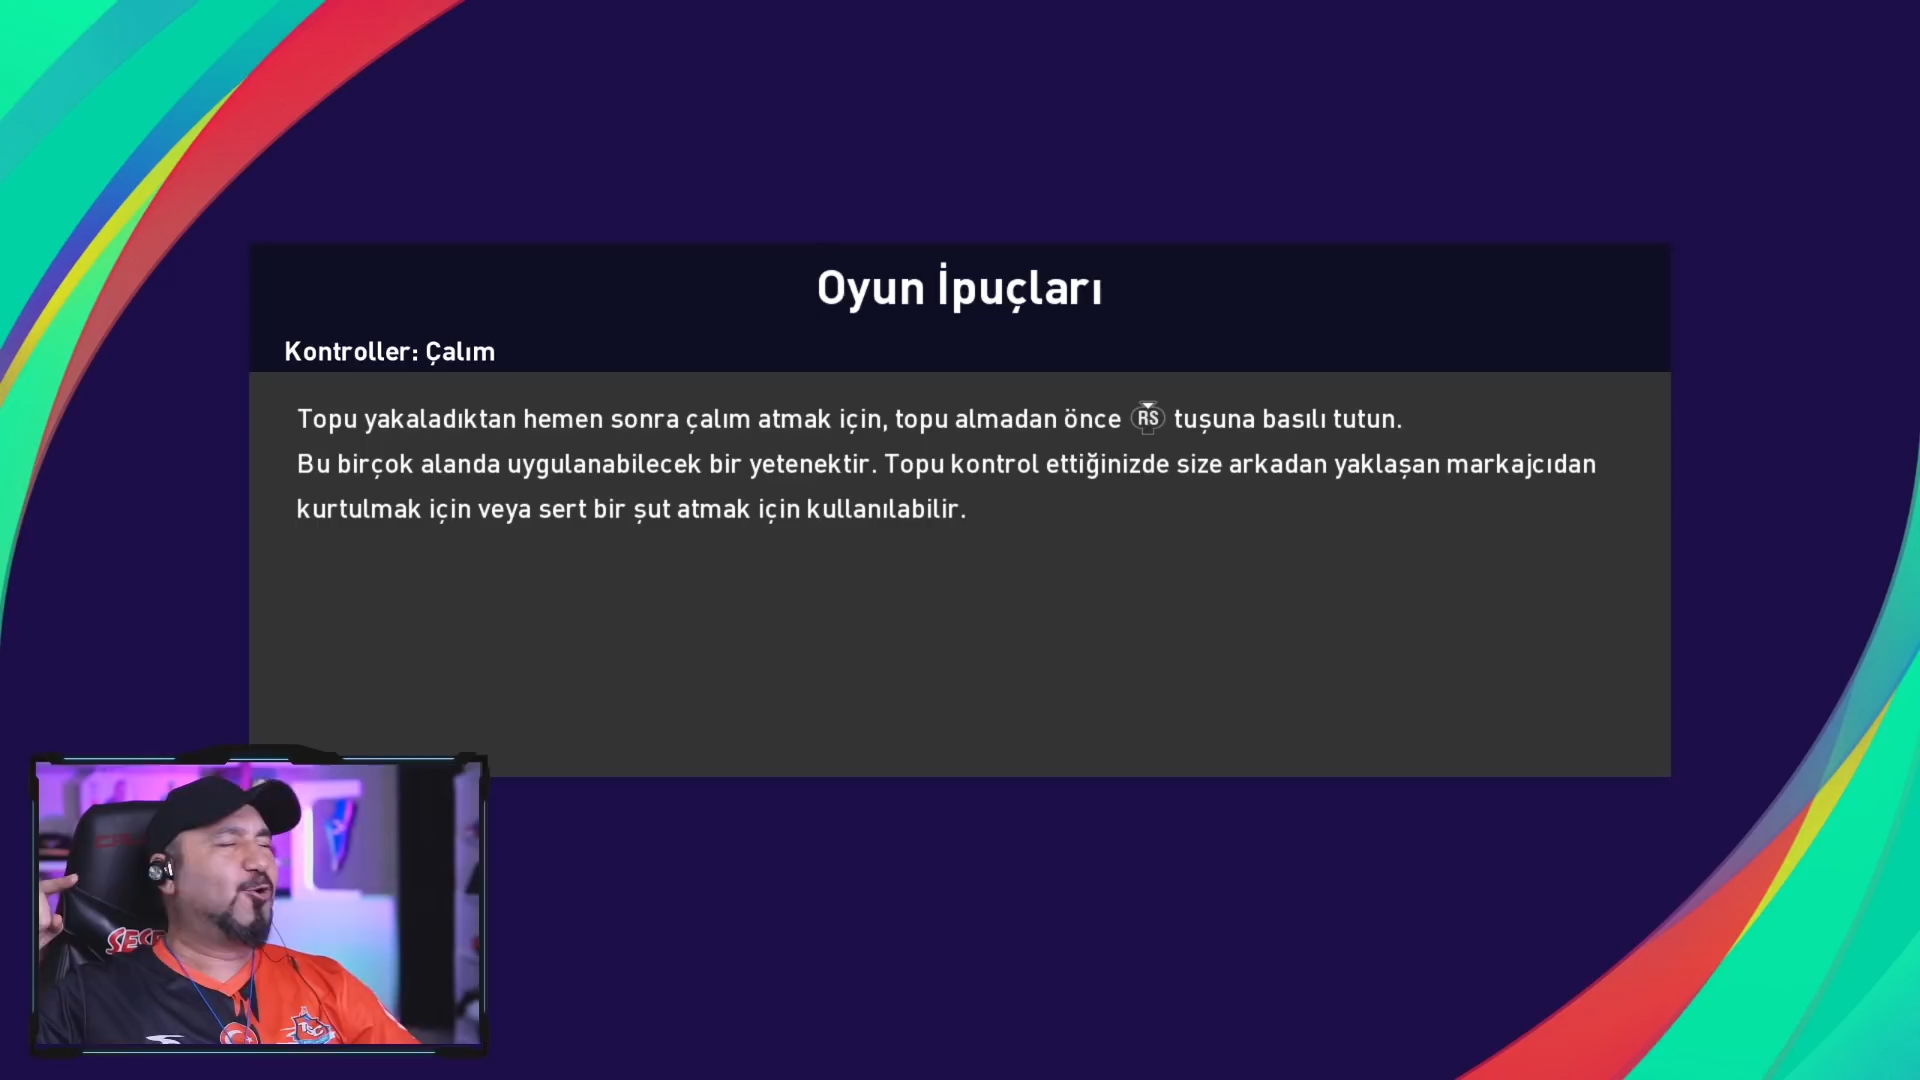 Oyun İpuçları
Kontroller: Çalım
Topu yakaladıktan hemen sonra çalım atmak için, topu almadan önce RS tuşuna basılı tutun.
Bu birçok alanda uygulanabilecek bir yetenektir. Topu kontrol ettiğinizde size arkadan yaklaşan markajcıdan
kurtulmak için veya sert bir şut atmak için kullanılabilir.